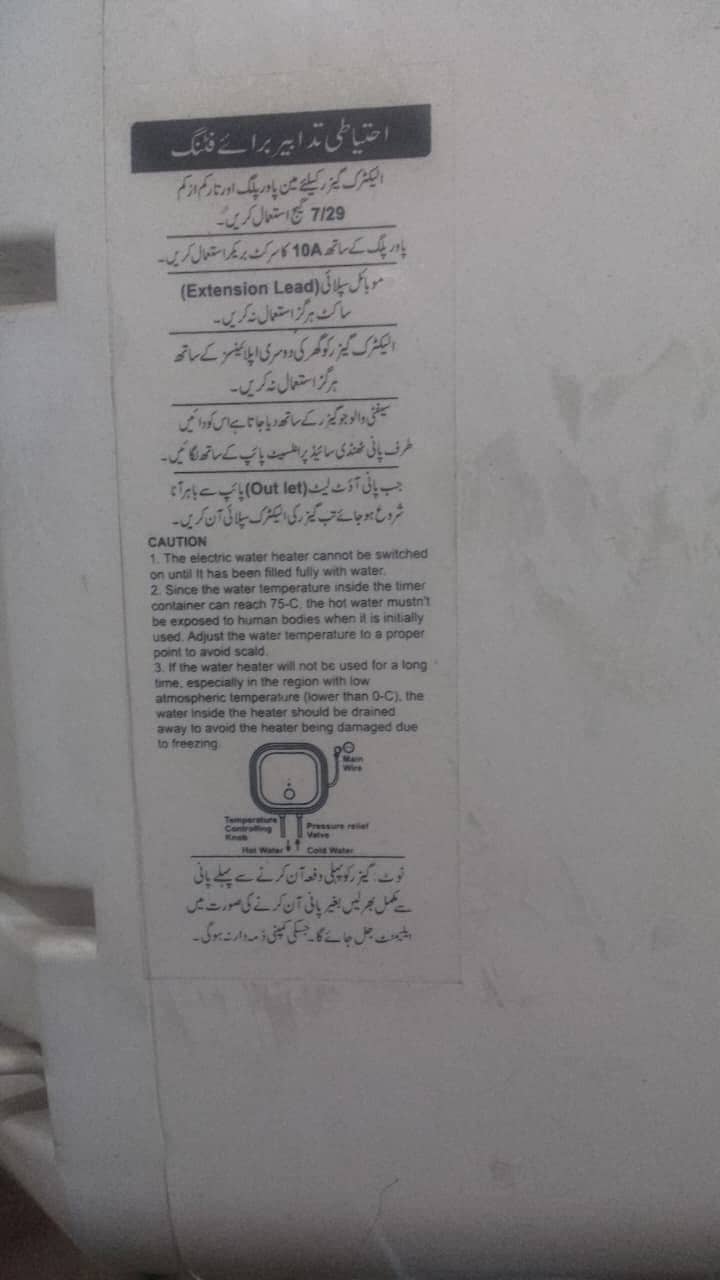 احتیاطی تدابیر برائے فٹنگ
الیکٹرک گیزر کیلئے مین پاور پلگ اور تار کم از کم
7/29 گیج استعمال کریں۔
پاور پلگ کے ساتھ 10A کا سرکٹ بریکر استعمال کریں۔
موبائل سپلائی (Extension Lead)
ساکٹ ہرگز استعمال نہ کریں۔
الیکٹرک گیزر کو گھر کی دوسری اپلائینسز کے ساتھ
ہرگز استعمال نہ کریں۔
سیفٹی والو جو گیزر کے ساتھ دیا جاتا ہے اس کو دائیں
طرف پانی ٹھنڈی سائیڈ پر ان لیٹ پائپ کے ساتھ لگائیں۔
جب پانی آؤٹ لیٹ (Out let) پائپ سے باہر آنا
شروع ہو جائے تب گیزر کی الیکٹرک سپلائی آن کریں۔
CAUTION
1. The electric water heater cannot be switched
on until It has been filled fully with water.
2. Since the water temperature inside the timer
container can reach 75-C, the hot water mustn't
be exposed to human bodies when it is initially
used. Adjust the water temperature to a proper
point to avoid scald.
3. If the water heater will not be used for a long
time, especially in the region with low
atmospheric temperature (lower than 0-C), the
water Inside the heater should be drained
away to avoid the heater being damaged due
to freezing.
Main
Wire
Temperature
Controlling
Knob
Pressure relief
Valve
Hot Water
Cold Water
نوٹ: گیزر کو پہلی دفعہ آن کرنے سے پہلے پانی
سے مکمل بھر لیں بغیر پانی آن کرنے کی صورت میں
ایلیمنٹ جل جائے گا۔ جسکی کمپنی ذمہ دار نہ ہوگی۔